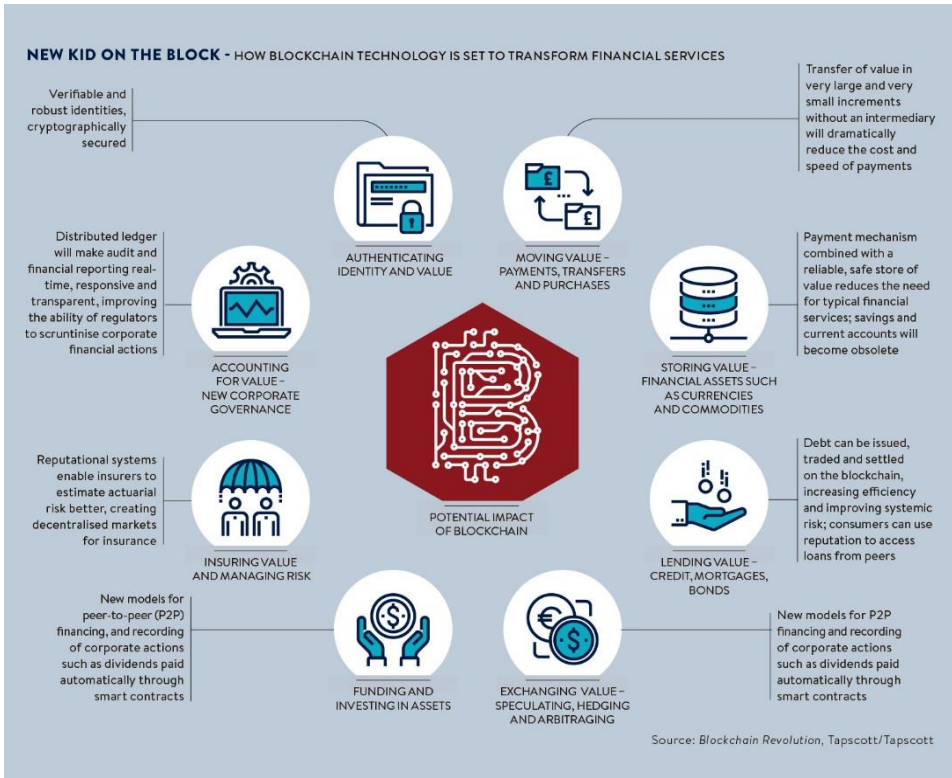 NEW KID ON THE BLOCK - HOW BLOCKCHAIN TECHNOLOGY IS SET TO TRANSFORM FINANCIAL SERVICES
Verifiable and
robust identities,
cryptographically
secured
AUTHENTICATING
IDENTITY AND VALUE
Transfer of value in
very large and very
small increments
without an intermediary
will dramatically
reduce the cost and
speed of payments
£
£
MOVING VALUE –
PAYMENTS, TRANSFERS
AND PURCHASES
Distributed ledger
will make audit and
financial reporting real-
time, responsive and
transparent, improving
the ability of regulators
to scruntinise corporate
financial actions
ACCOUNTING
FOR VALUE –
NEW CORPORATE
GOVERNANCE
Payment mechanism
combined with a
reliable, safe store of
value reduces the need
for typical financial
services; savings and
current accounts will
become obsolete
STORING VALUE –
FINANCIAL ASSETS SUCH
AS CURRENCIES
AND COMMODITIES
B
POTENTIAL IMPACT
OF BLOCKCHAIN
Reputational systems
enable insurers to
estimate actuarial
risk better, creating
decentralised markets
for insurance
INSURING VALUE
AND MANAGING RISK
Debt can be issued,
traded and settled
on the blockchain,
increasing efficiency
and improving systemic
risk; consumers can use
reputation to access
loans from peers
LENDING VALUE –
CREDIT, MORTGAGES,
BONDS
New models for
peer-to-peer (P2P)
financing, and recording
of corporate actions
such as dividends paid
automatically through
smart contracts
$
FUNDING AND
INVESTING IN ASSETS
€
$
EXCHANGING VALUE –
SPECULATING, HEDGING
AND ARBITRAGING
New models for P2P
financing and recording
of corporate actions
such as dividends paid
automatically through
smart contracts
Source: Blockchain Revolution, Tapscott/Tapscott